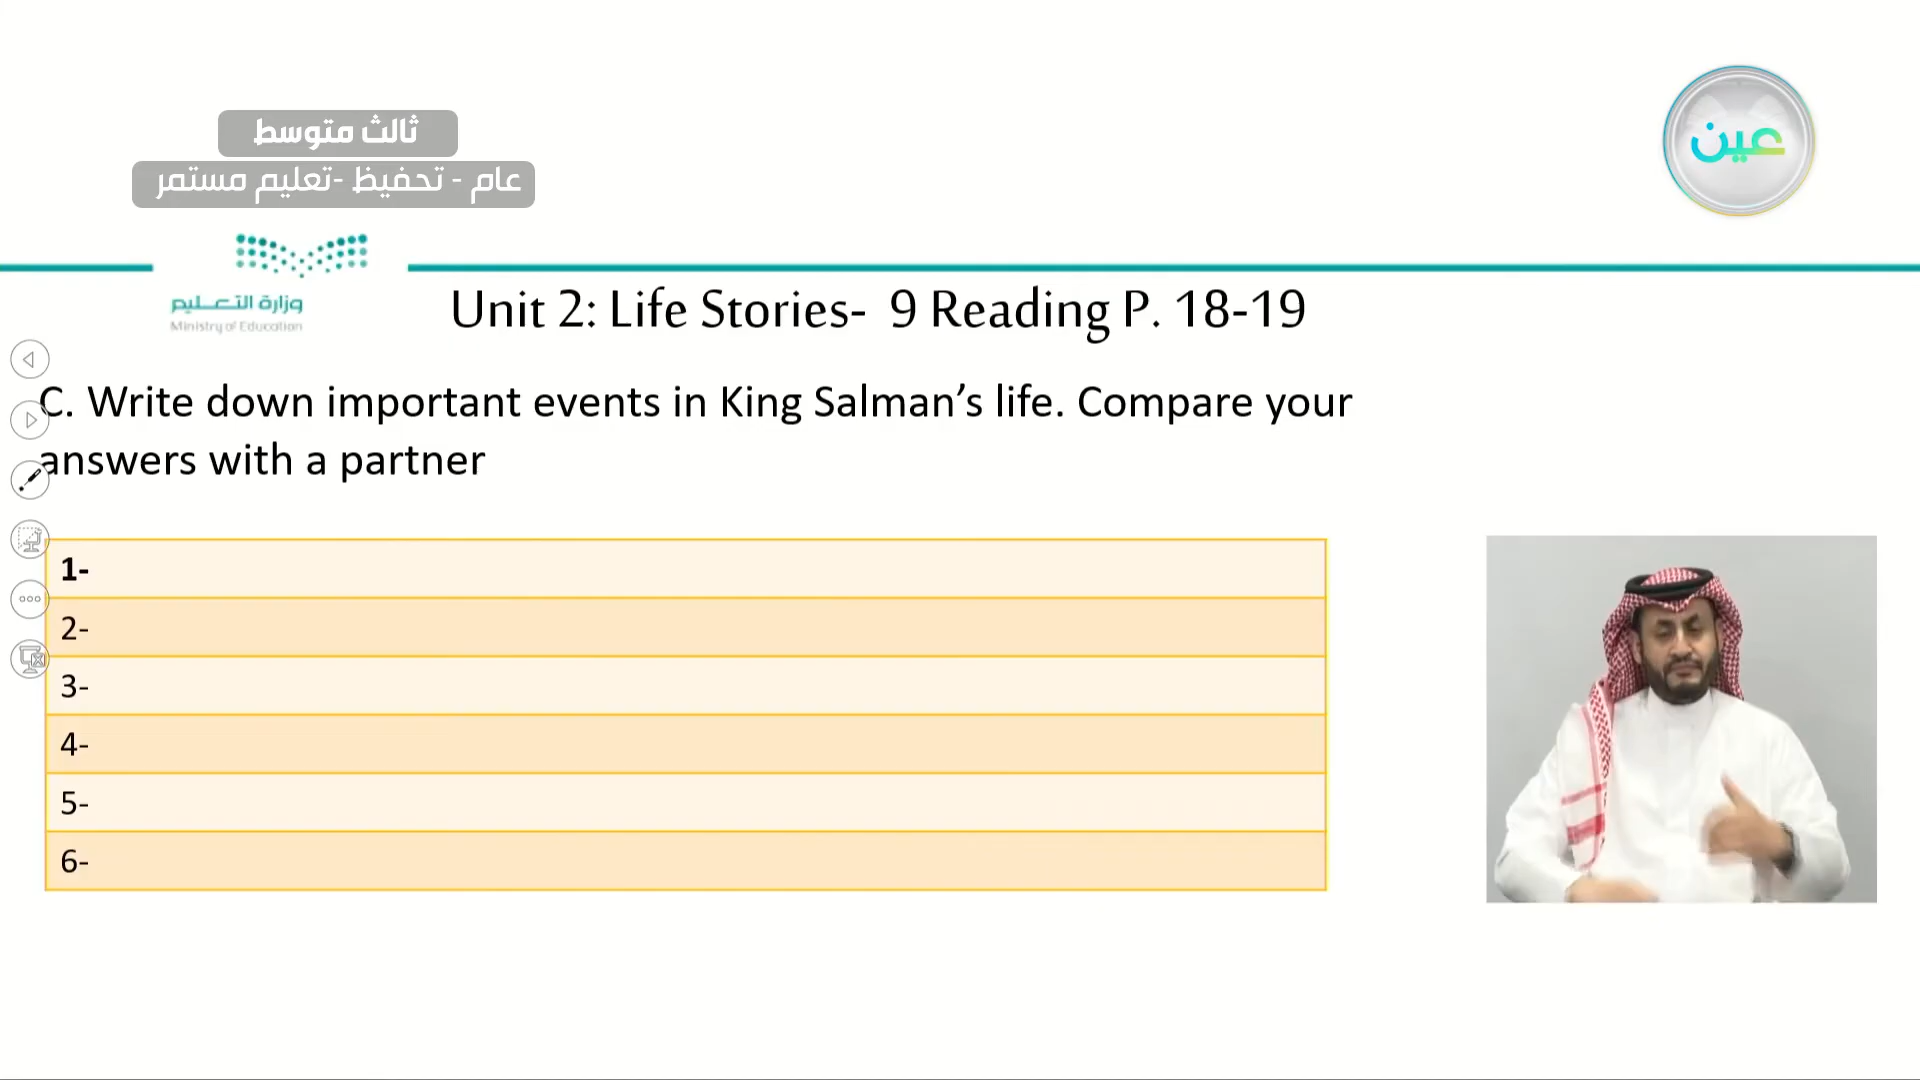 ثالث متوسط
عام - تحفيظ -تعليم مستمر
عين
وزارة التعليم
Ministry of Education
Unit 2: Life Stories- 9 Reading P. 18-19
C. Write down important events in King Salman’s life. Compare your
answers with a partner
1-
2-
3-
4-
5-
6-